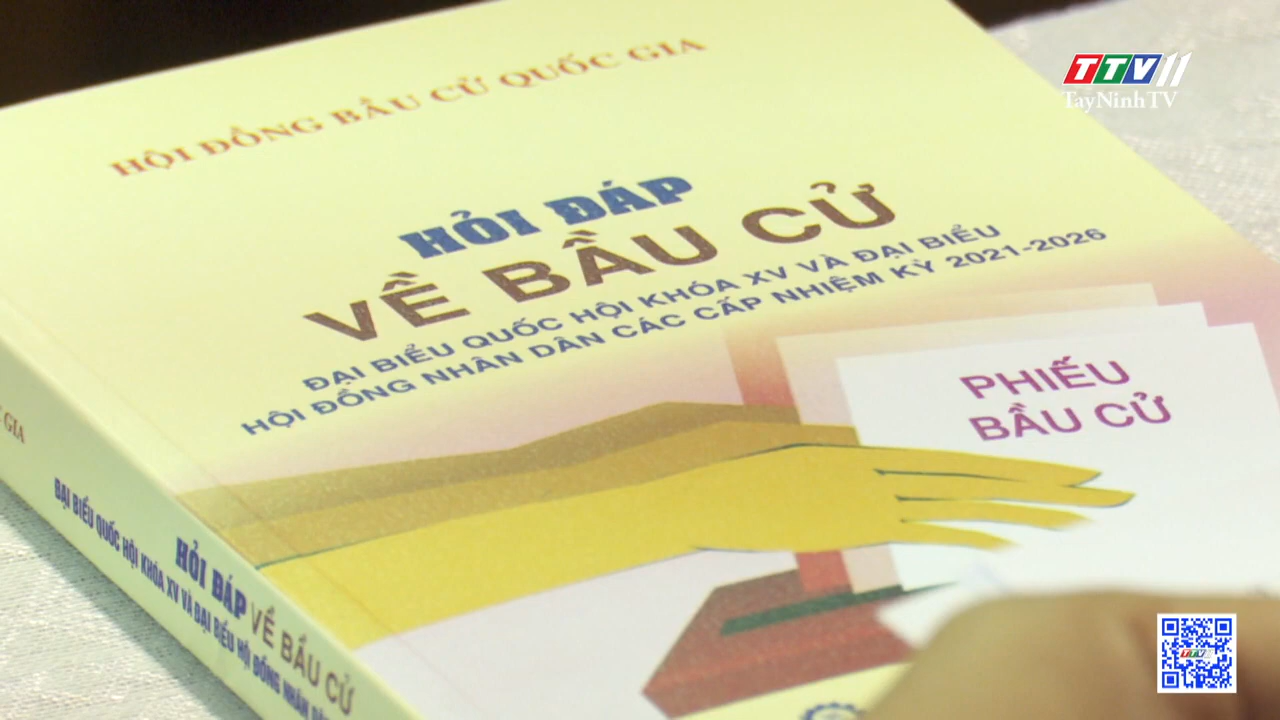 TTV11
TayNinhTV
HỘI ĐỒNG BẦU CỬ QUỐC GIA
HỎI ĐÁP
VỀ BẦU CỬ
ĐẠI BIỂU QUỐC HỘI KHÓA XV VÀ ĐẠI BIỂU
HỘI ĐỒNG NHÂN DÂN CÁC CẤP NHIỆM KỲ 2021-2026
PHIẾU
BẦU CỬ
GIA
HỎI ĐÁP VỀ BẦU CỬ
ĐẠI BIỂU QUỐC HỘI KHÓA XV VÀ ĐẠI BIỂU HỘI ĐỒNG NHÂN
TTV